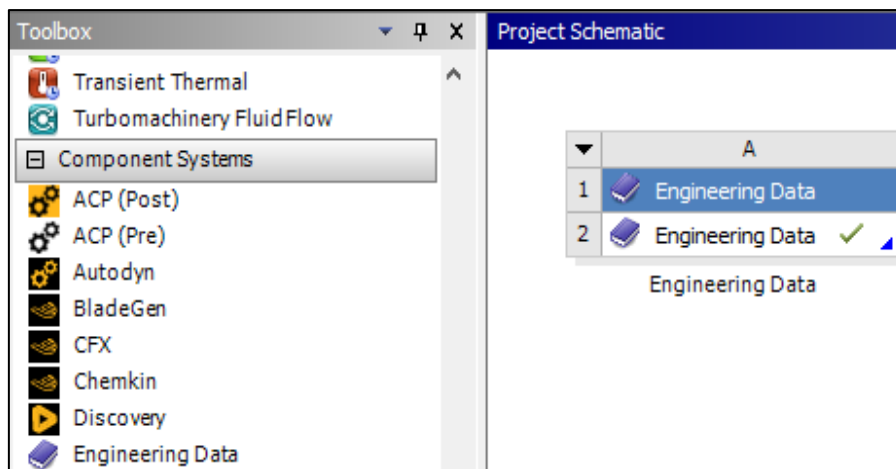 Toolbox
Transient Thermal
Turbomachinery Fluid Flow
Component Systems
ACP (Post)
ACP (Pre)
Autodyn
BladeGen
CFX
Chemkin
Discovery
Engineering Data
Project Schematic
A
1 Engineering Data
2 Engineering Data
Engineering Data